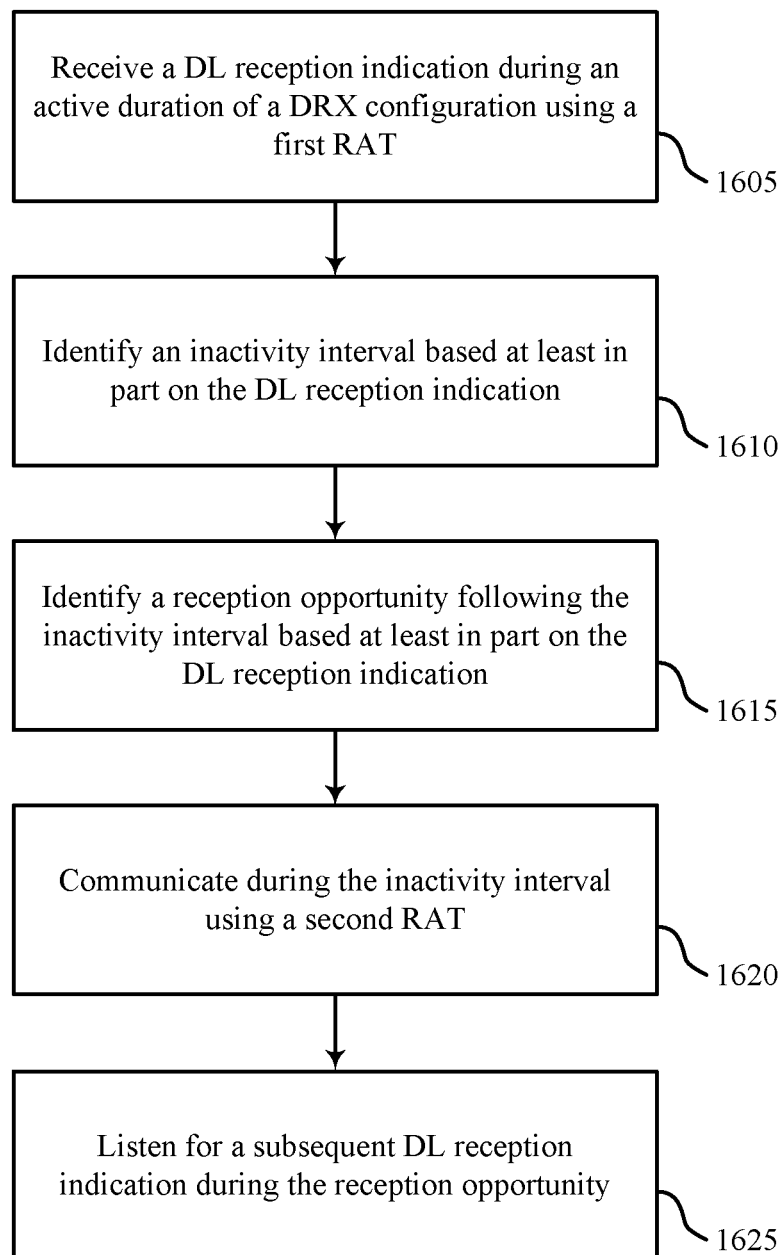 Receive a DL reception indication during an
active duration of a DRX configuration using a
first RAT
1605
Identify an inactivity interval based at least in
part on the DL reception indication
1610
Identify a reception opportunity following the
inactivity interval based at least in part on the
DL reception indication
1615
Communicate during the inactivity interval
using a second RAT
1620
Listen for a subsequent DL reception
indication during the reception opportunity
1625